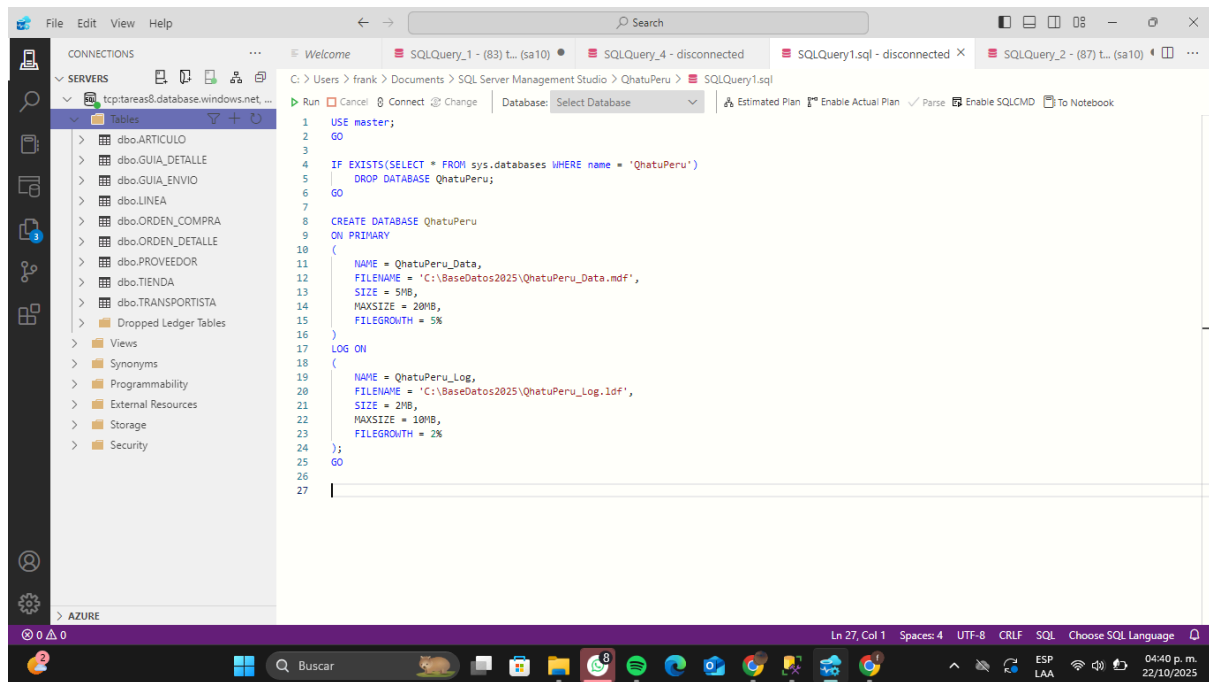 File Edit View Help
Search
CONNECTIONS
Welcome
SQLQuery_1 - (83) t... (sa10)
SQLQuery_4 - disconnected
SQLQuery1.sql - disconnected
SQLQuery_2 - (87) t... (sa10)
SERVERS
C: > Users > frank > Documents > SQL Server Management Studio > QhatuPeru > SQLQuery1.sql
tcp:tareas8.database.windows.net, ...
Run Cancel Connect Change Database: Select Database Estimated Plan Enable Actual Plan Parse Enable SQLCMD To Notebook
Tables
dbo.ARTICULO
dbo.GUIA_DETALLE
dbo.GUIA_ENVIO
dbo.LINEA
dbo.ORDEN_COMPRA
dbo.ORDEN_DETALLE
dbo.PROVEEDOR
dbo.TIENDA
dbo.TRANSPORTISTA
Dropped Ledger Tables
Views
Synonyms
Programmability
External Resources
Storage
Security
AZURE
3
1 USE master;
2 GO
3
4 IF EXISTS(SELECT * FROM sys.databases WHERE name = 'QhatuPeru')
5 DROP DATABASE QhatuPeru;
6 GO
7
8 CREATE DATABASE QhatuPeru
9 ON PRIMARY
10 (
11 NAME = QhatuPeru_Data,
12 FILENAME = 'C:\BaseDatos2025\QhatuPeru_Data.mdf',
13 SIZE = 5MB,
14 MAXSIZE = 20MB,
15 FILEGROWTH = 5%
16 )
17 LOG ON
18 (
19 NAME = QhatuPeru_Log,
20 FILENAME = 'C:\BaseDatos2025\QhatuPeru_Log.ldf',
21 SIZE = 2MB,
22 MAXSIZE = 10MB,
23 FILEGROWTH = 2%
24 );
25 GO
26
27
0 0
Ln 27, Col 1 Spaces: 4 UTF-8 CRLF SQL Choose SQL Language
2
Buscar
8
ESP
LAA
04:40 p. m.
22/10/2025